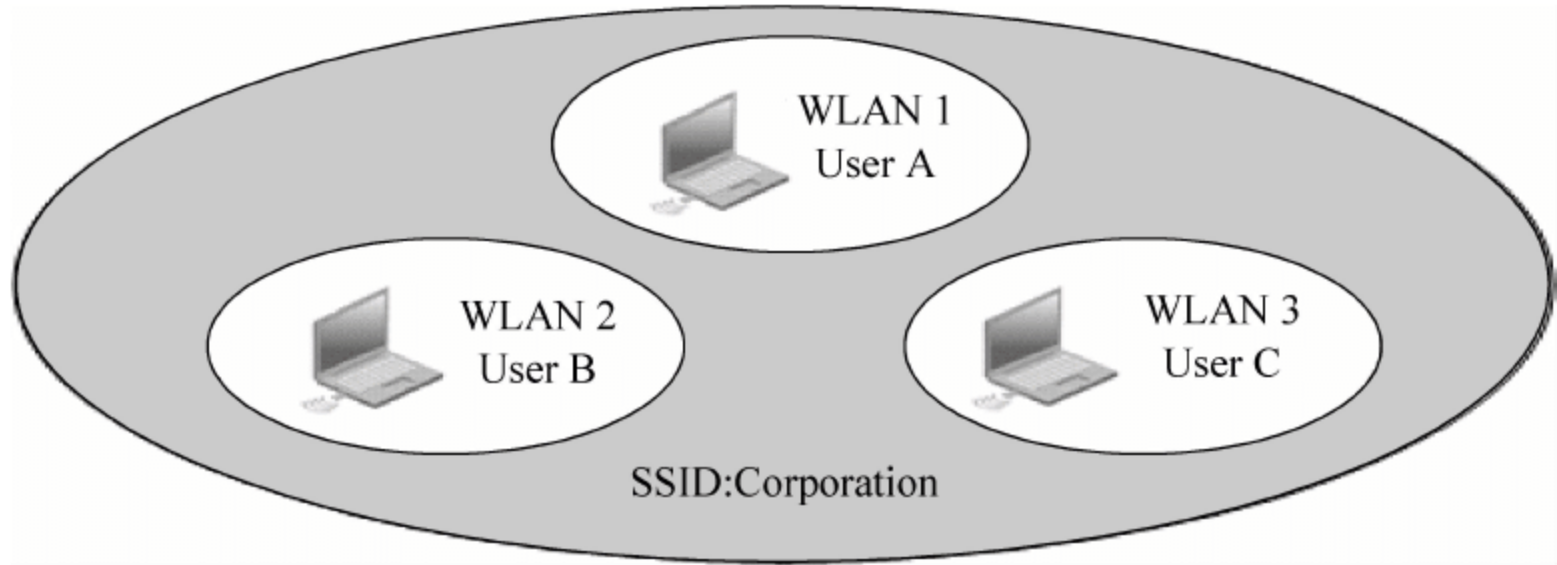 WLAN 1
User A
WLAN 2
User B
WLAN 3
User C
SSID:Corporation